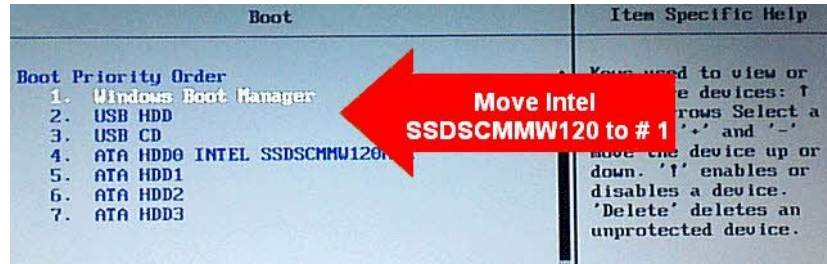 Boot
Item Specific Help
Boot Priority Order
1. Windows Boot Manager
2. USB HDD
3. USB CD
4. ATA HDD0 INTEL SSDSCMMW120
5. ATA HDD1
6. ATA HDD2
7. ATA HDD3
Move Intel
SSDSCMMW120 to # 1
used to view or
devices: ↑
rows Select a
'+' and '-'
move the device up or
down. '!' enables or
disables a device.
'Delete' deletes an
unprotected device.